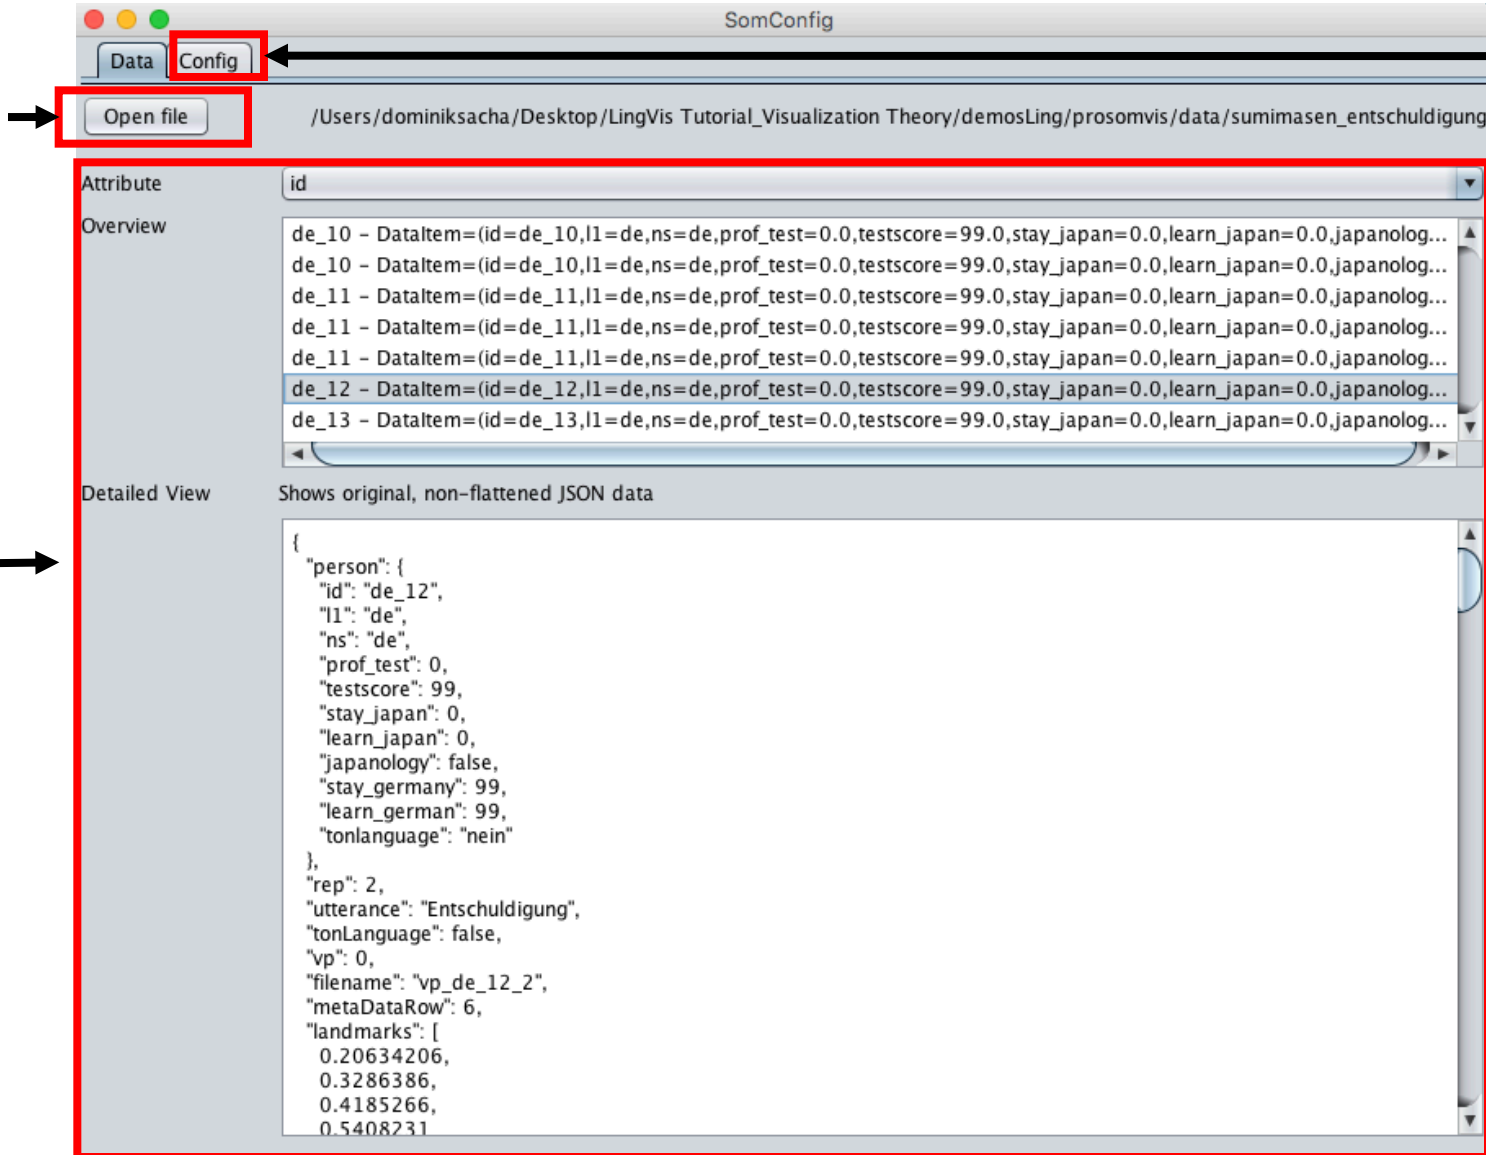 SomConfig
Data Config
Open file /Users/dominiksacha/Desktop/LingVis Tutorial_Visualization Theory/demosLing/prosomvis/data/sumimasen_entschuldigung
Attribute id
Overview
de_10 – DataItem=(id=de_10,l1=de,ns=de,prof_test=0.0,testscore=99.0,stay_japan=0.0,learn_japan=0.0,japanolog...
de_10 – DataItem=(id=de_10,l1=de,ns=de,prof_test=0.0,testscore=99.0,stay_japan=0.0,learn_japan=0.0,japanolog...
de_11 – DataItem=(id=de_11,l1=de,ns=de,prof_test=0.0,testscore=99.0,stay_japan=0.0,learn_japan=0.0,japanolog...
de_11 – DataItem=(id=de_11,l1=de,ns=de,prof_test=0.0,testscore=99.0,stay_japan=0.0,learn_japan=0.0,japanolog...
de_11 – DataItem=(id=de_11,l1=de,ns=de,prof_test=0.0,testscore=99.0,stay_japan=0.0,learn_japan=0.0,japanolog...
de_12 – DataItem=(id=de_12,l1=de,ns=de,prof_test=0.0,testscore=99.0,stay_japan=0.0,learn_japan=0.0,japanolog...
de_13 – DataItem=(id=de_13,l1=de,ns=de,prof_test=0.0,testscore=99.0,stay_japan=0.0,learn_japan=0.0,japanolog...
Detailed View Shows original, non-flattened JSON data
{
"person": {
"id": "de_12",
"l1": "de",
"ns": "de",
"prof_test": 0,
"testscore": 99,
"stay_japan": 0,
"learn_japan": 0,
"japanology": false,
"stay_germany": 99,
"learn_german": 99,
"tonlanguage": "nein"
},
"rep": 2,
"utterance": "Entschuldigung",
"tonLanguage": false,
"vp": 0,
"filename": "vp_de_12_2",
"metaDataRow": 6,
"landmarks": [
0.20634206,
0.3286386,
0.4185266,
0.5408231